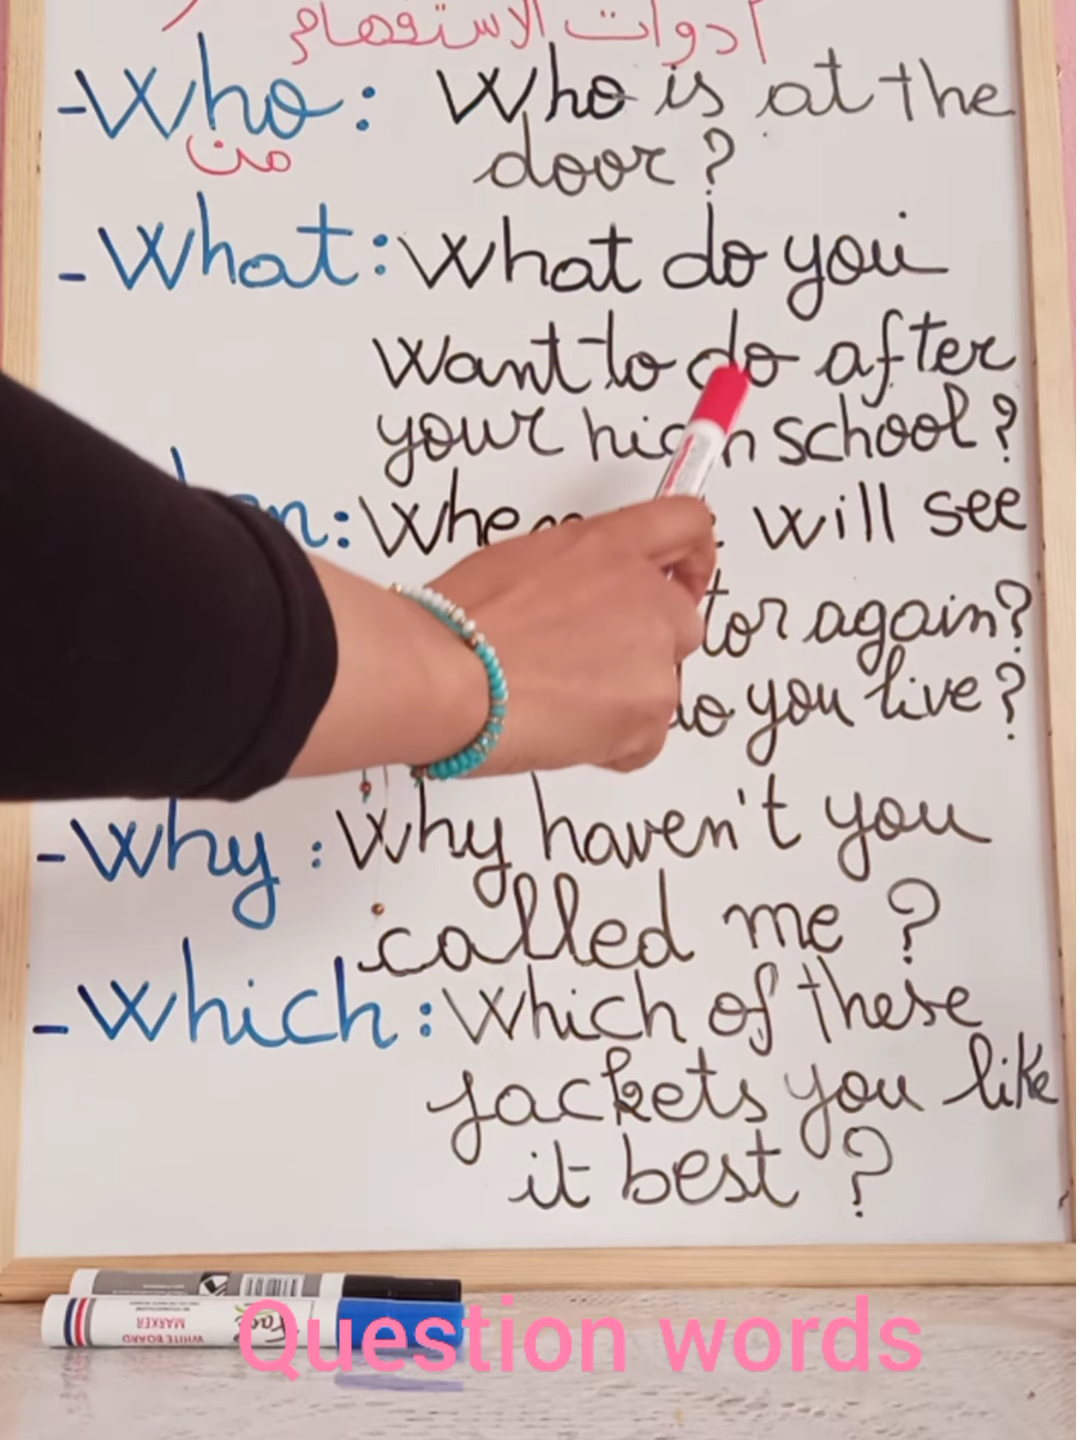 أدوات الاستفهام
-Who: Who is at the
من
door?
-What: What do you
want to do after
your high school?
will see
again?
do you live?
-Why: Why haven't you
called me?
-Which: Which of these
jackets you like
it best?
WHITE BOARD
MARKER
Question words